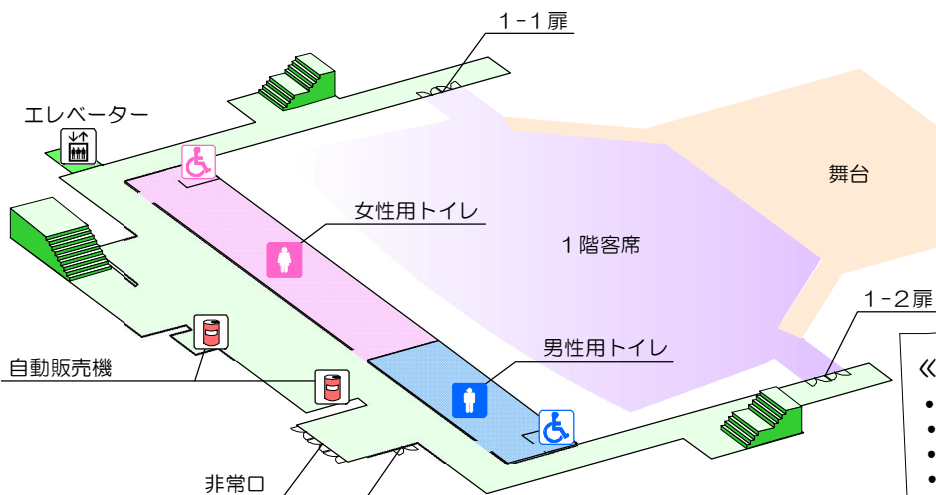 1-1扉
エレベーター
舞台
女性用トイレ
1階客席
1-2扉
男性用トイレ
自動販売機
非常口
《
•
•
•
•